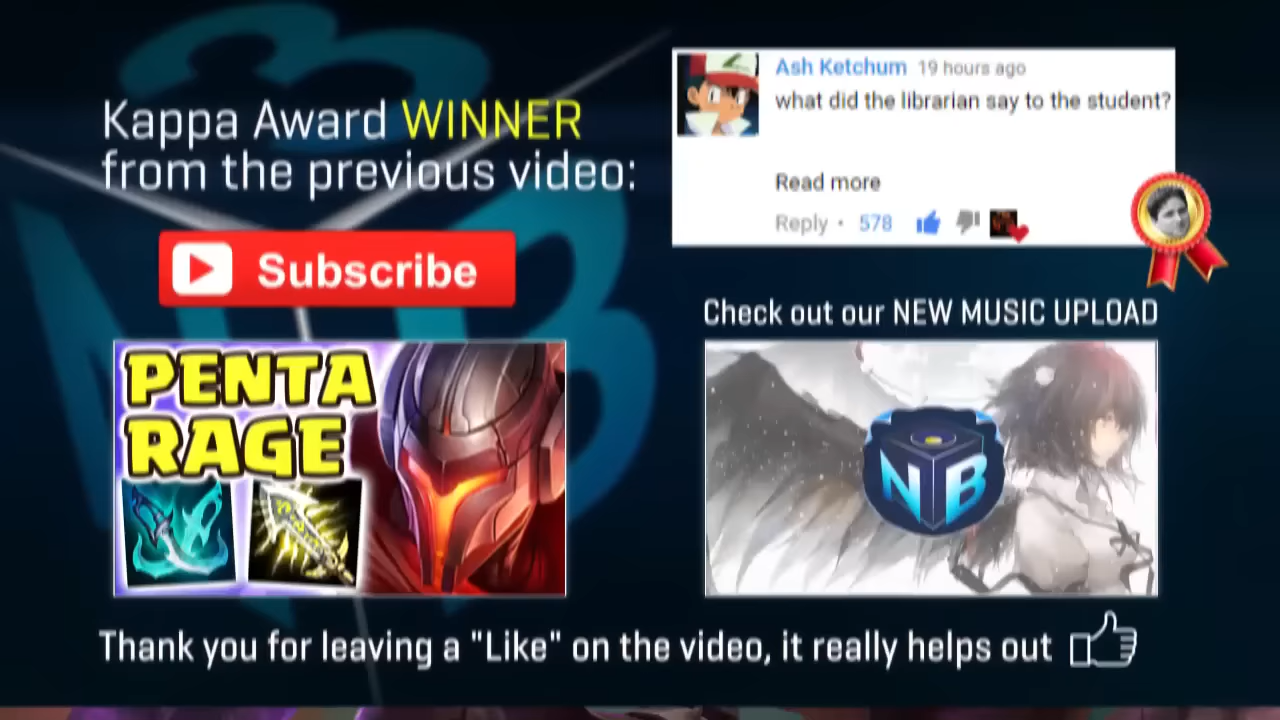 Kappa Award WINNER
from the previous video:
Subscribe
Ash Ketchum 19 hours ago
what did the librarian say to the student?
Read more
Reply • 578
Check out our NEW MUSIC UPLOAD
PENTA
RAGE
NB
Thank you for leaving a "Like" on the video, it really helps out